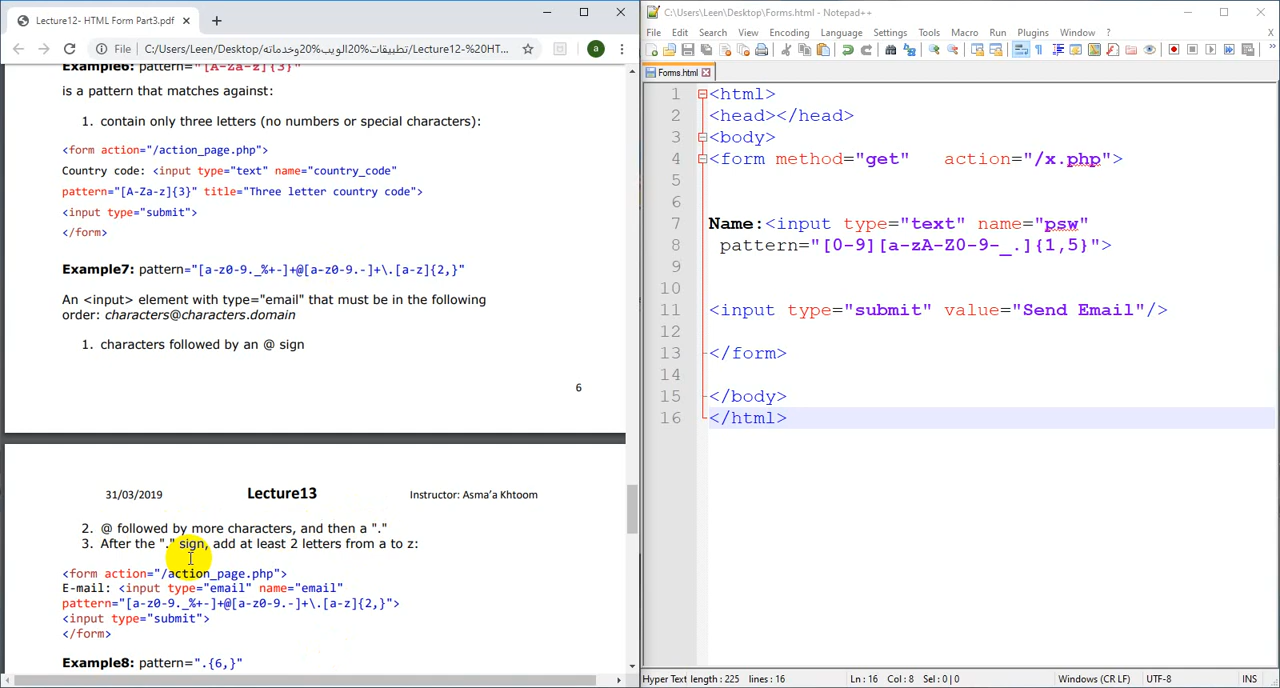 Lecture12- HTML Form Part3.pdf
File
C:/Users/Leen/Desktop/تطبيقات%20الويب%20وخدماته/Lecture12-%20HT...
a
Example6: pattern="[A-Za-z]{3}"
is a pattern that matches against:
1. contain only three letters (no numbers or special characters):
<form action="/action_page.php">
Country code: <input type="text" name="country_code"
pattern="[A-Za-z]{3}" title="Three letter country code">
<input type="submit">
</form>
Example7: pattern="[a-z0-9._%+-]+@[a-z0-9.-]+\.[a-z]{2,}"
An <input> element with type="email" that must be in the following
order: characters@characters.domain
1. characters followed by an @ sign
6
31/03/2019 Lecture13 Instructor: Asma'a Khtoom
2. @ followed by more characters, and then a "."
3. After the "." sign, add at least 2 letters from a to z:
<form action="/action_page.php">
E-mail: <input type="email" name="email"
pattern="[a-z0-9._%+-]+@[a-z0-9.-]+\.[a-z]{2,}">
<input type="submit">
</form>
Example8: pattern=".{6,}"
C:\Users\Leen\Desktop\Forms.html - Notepad++
File Edit Search View Encoding Language Settings Tools Macro Run Plugins Window ?
X
Forms.html
1 <html>
2 <head></head>
3 <body>
4 <form method="get" action="/x.php">
5
6
7 Name:<input type="text" name="psw"
8 pattern="[0-9][a-zA-Z0-9-_.]{1,5}">
9
10
11 <input type="submit" value="Send Email"/>
12
13 </form>
14
15 </body>
16 </html>
Hyper Text length : 225 lines : 16 Ln : 16 Col : 8 Sel : 0 | 0 Windows (CR LF) UTF-8 INS